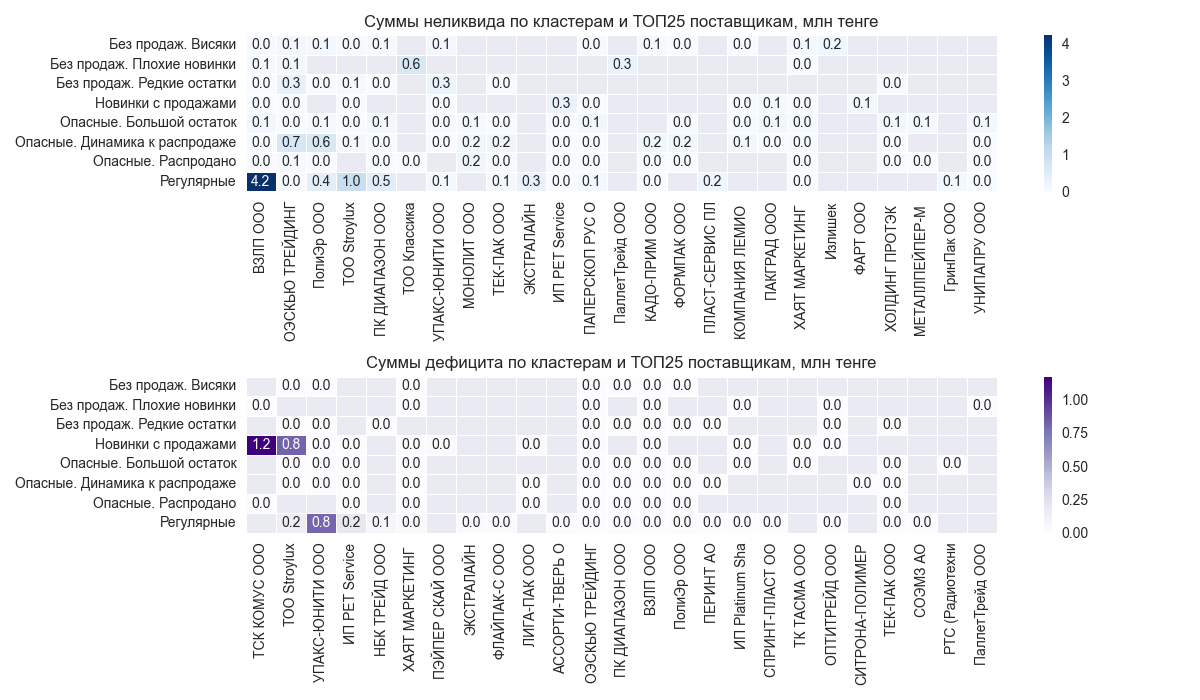 Суммы неликвида по кластерам и ТОП25 поставщикам, млн тенге
Без продаж. Висяки 0.0 0.1 0.1 0.0 0.1 0.1 0.0 0.1 0.0 0.0 0.1 0.2
Без продаж. Плохие новинки 0.1 0.1 0.6 0.3 0.0
Без продаж. Редкие остатки 0.0 0.3 0.0 0.1 0.0 0.3 0.0 0.0
Новинки с продажами 0.0 0.0 0.0 0.0 0.3 0.0 0.0 0.1 0.0 0.1
Опасные. Большой остаток 0.1 0.0 0.1 0.0 0.1 0.0 0.1 0.0 0.0 0.1 0.0 0.0 0.1 0.0 0.1 0.1 0.1
Опасные. Динамика к распродаже 0.0 0.7 0.6 0.1 0.0 0.0 0.2 0.2 0.0 0.0 0.2 0.2 0.1 0.0 0.0
Опасные. Распродано 0.0 0.1 0.0 0.0 0.0 0.2 0.0 0.0 0.0 0.0 0.0 0.0 0.0 0.0
Регулярные 4.2 0.0 0.4 1.0 0.5 0.1 0.1 0.3 0.0 0.1 0.0 0.2 0.0 0.1 0.0
4
3
2
1
0
ВЗЛП ООО
ОЭСКЬЮ ТРЕЙДИНГ
ПолиЭр ООО
ТОО Stroylux
ПК ДИАПАЗОН ООО
ТОО Классика
УПАКС-ЮНИТИ ООО
МОНОЛИТ ООО
ТЕК-ПАК ООО
ЭКСТРАЛАЙН
ИП РЕТ Service
ПАПЕРСКОП РУС О
ПаллетТрейд ООО
КАДО-ПРИМ ООО
ФОРМПАК ООО
ПЛАСТ-СЕРВИС ПЛ
КОМПАНИЯ ЛЕМИО
ПАКГРАД ООО
ХАЯТ МАРКЕТИНГ
Излишек
ФАРТ ООО
ХОЛДИНГ ПРОТЭК
МЕТАЛЛПЕЙПЕР-М
ГринПак ООО
УНИПАПРУ ООО
Суммы дефицита по кластерам и ТОП25 поставщикам, млн тенге
Без продаж. Висяки 0.0 0.0 0.0 0.0 0.0 0.0 0.0
Без продаж. Плохие новинки 0.0 0.0 0.0 0.0 0.0 0.0 0.0
Без продаж. Редкие остатки 0.0 0.0 0.0 0.0 0.0 0.0 0.0 0.0 0.0 0.0
Новинки с продажами 1.2 0.8 0.0 0.0 0.0 0.0 0.0 0.0 0.0 0.0 0.0 0.0
Опасные. Большой остаток 0.0 0.0 0.0 0.0 0.0 0.0 0.0 0.0 0.0 0.0 0.0 0.0
Опасные. Динамика к распродаже 0.0 0.0 0.0 0.0 0.0 0.0 0.0 0.0 0.0 0.0 0.0 0.0
Опасные. Распродано 0.0 0.0 0.0 0.0 0.0 0.0 0.0
Регулярные 0.2 0.8 0.2 0.1 0.0 0.0 0.0 0.0 0.0 0.0 0.0 0.0 0.0 0.0 0.0 0.0 0.0 0.0
1.00
0.75
0.50
0.25
0.00
ТСК КОМУС ООО
ТОО Stroylux
УПАКС-ЮНИТИ ООО
ИП РЕТ Service
НБК ТРЕЙД ООО
ХАЯТ МАРКЕТИНГ
ПЭЙПЕР СКАЙ ООО
ЭКСТРАЛАЙН
ФЛАЙПАК-С ООО
ЛИГА-ПАК ООО
АССОРТИ-ТВЕРЬ О
ОЭСКЬЮ ТРЕЙДИНГ
ПК ДИАПАЗОН ООО
ВЗЛП ООО
ПолиЭр ООО
ПЕРИНТ АО
ИП Platinum Sha
СПРИНТ-ПЛАСТ ОО
ТК ТАСМА ООО
ОПТИТРЕЙД ООО
СИТРОНА-ПОЛИМЕР
ТЕК-ПАК ООО
СОЭМЗ АО
РТС (Радиотехни
ПаллетТрейд ООО